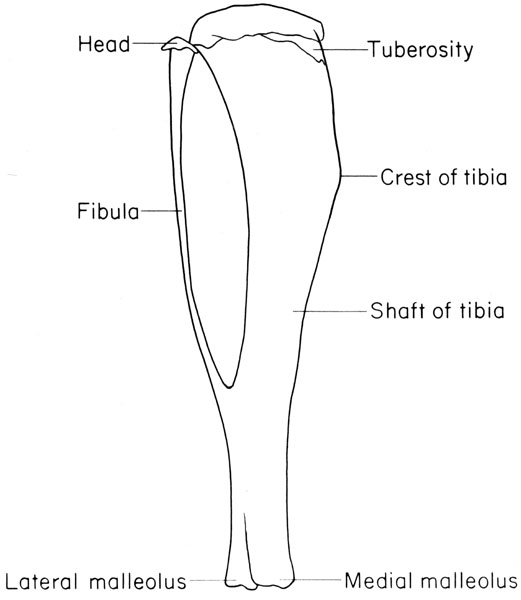 Head
Tuberosity
Crest of tibia
Fibula
Shaft of tibia
Lateral malleolus
Medial malleolus